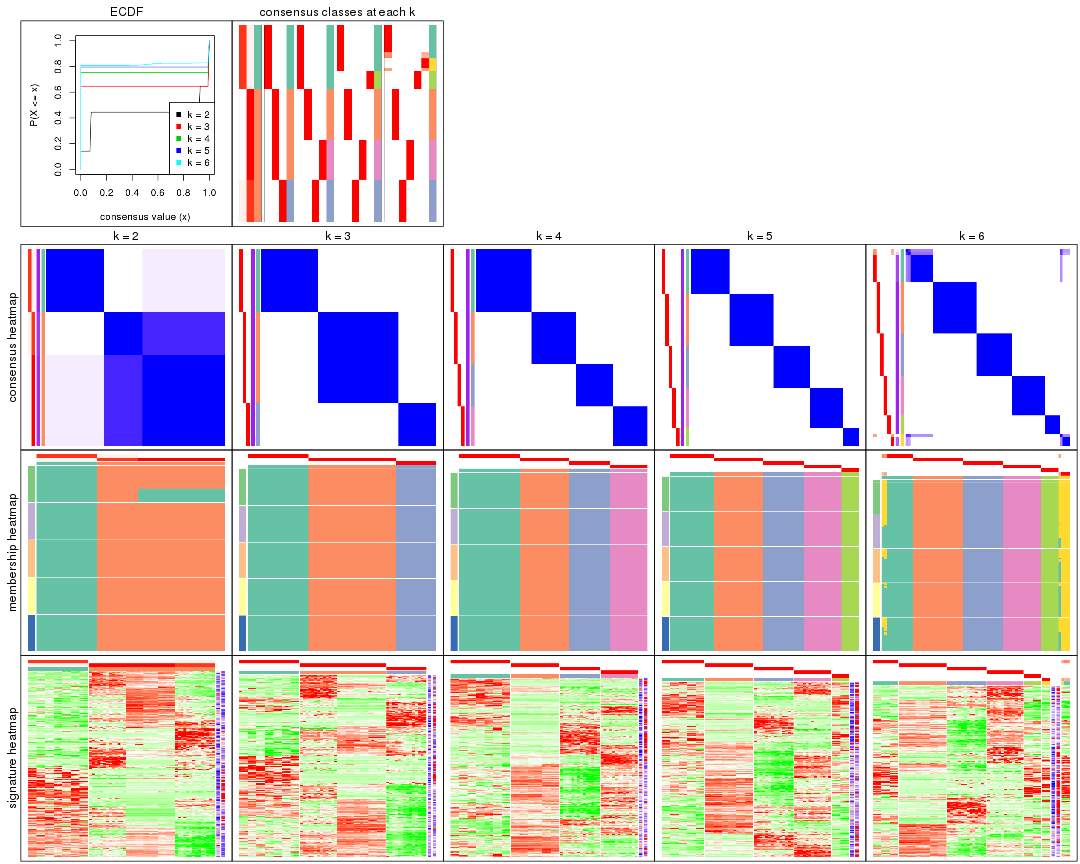 ECDF
consensus classes at each k
P(X <= x)
0.0 0.2 0.4 0.6 0.8 1.0
k = 2
k = 3
k = 4
k = 5
k = 6
0.0 0.2 0.4 0.6 0.8 1.0
consensus value (x)
k = 2
k = 3
k = 4
k = 5
k = 6
consensus heatmap
membership heatmap
signature heatmap